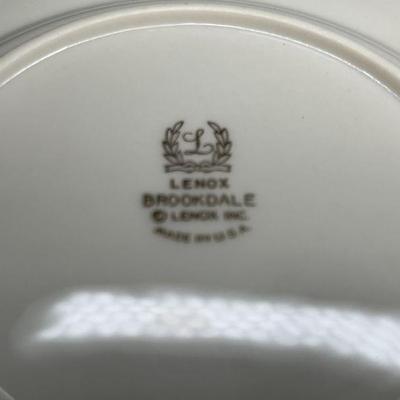 L
LENOX
BROOKDALE
© LENOX INC.
MADE IN U.S.A.